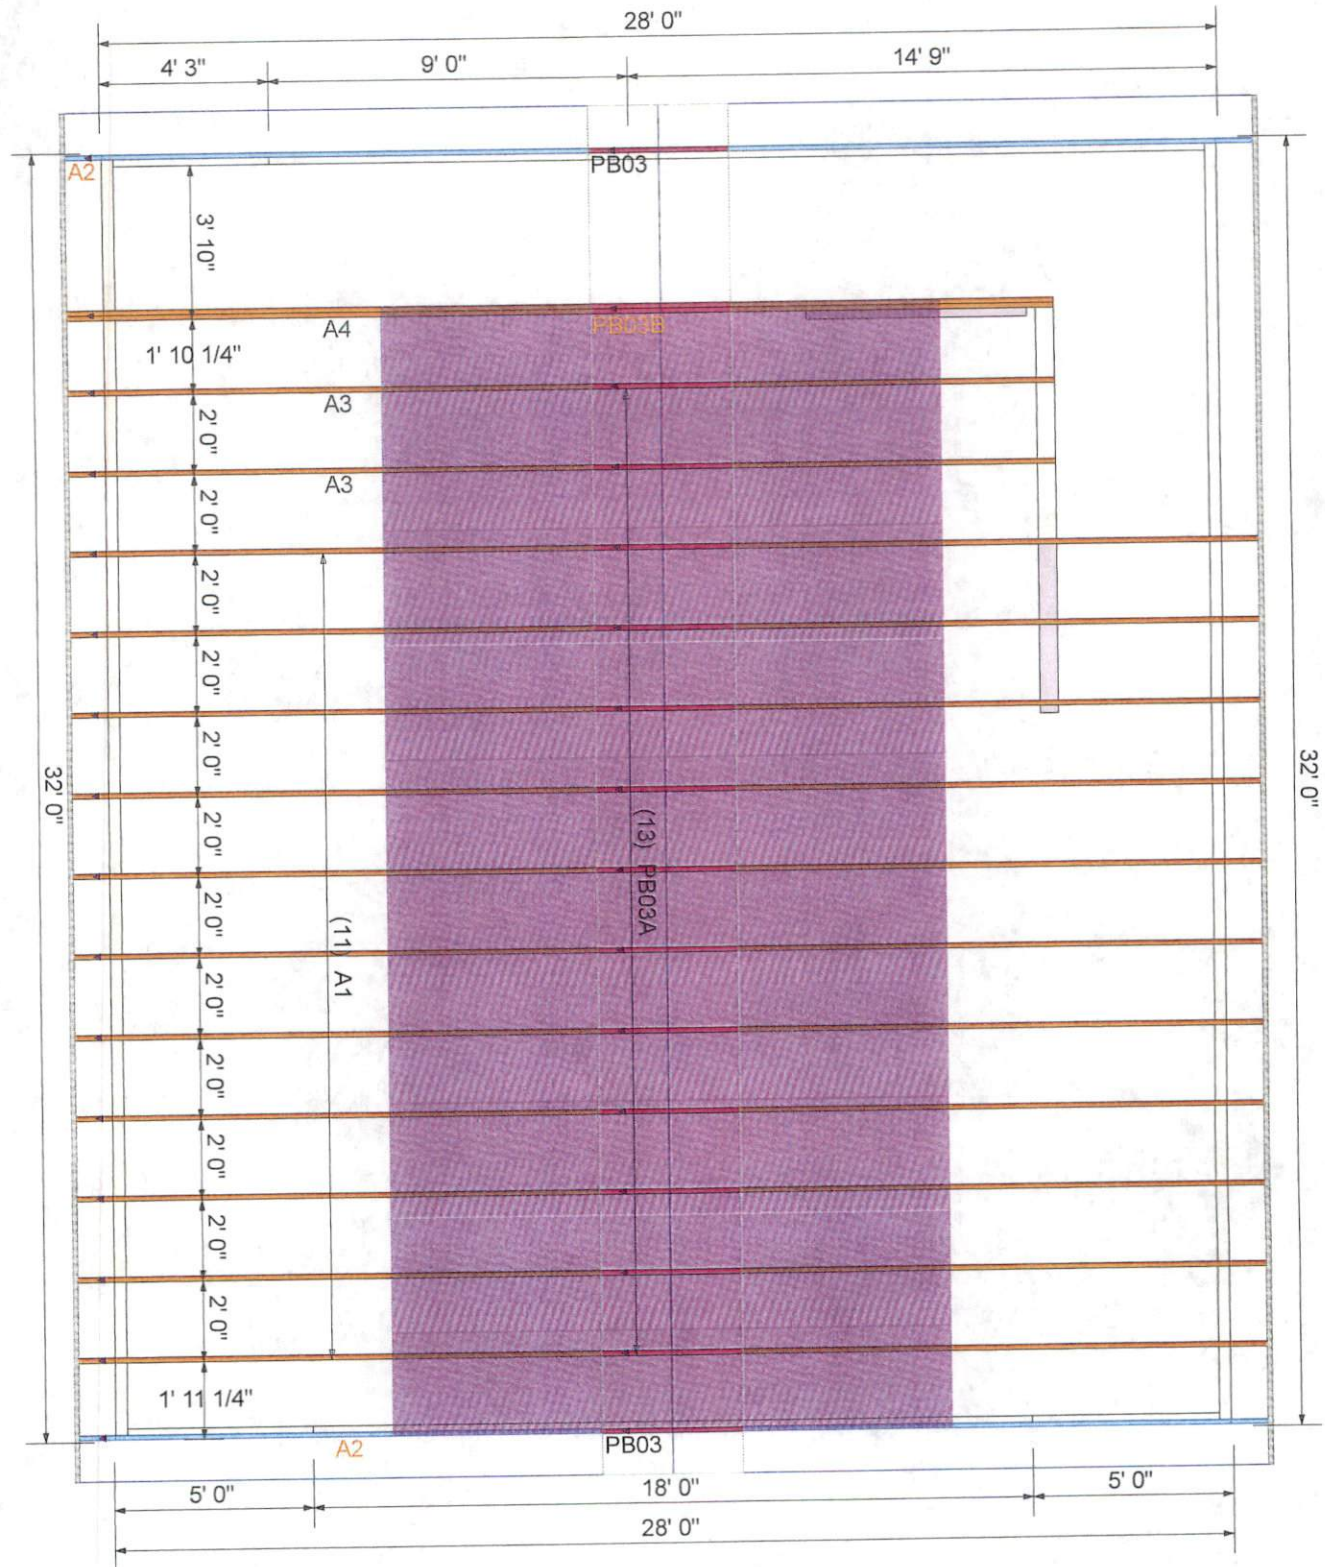 28' 0"
4' 3"
9' 0"
14' 9"
A2
PB03
3' 10"
A4
PB03B
1' 10 1/4"
A3
2' 0"
A3
2' 0"
2' 0"
2' 0"
2' 0"
32' 0"
32' 0"
2' 0"
(13) PB03A
2' 0"
(11) A1
2' 0"
2' 0"
2' 0"
2' 0"
2' 0"
1' 11 1/4"
A2
PB03
5' 0"
18' 0"
5' 0"
28' 0"